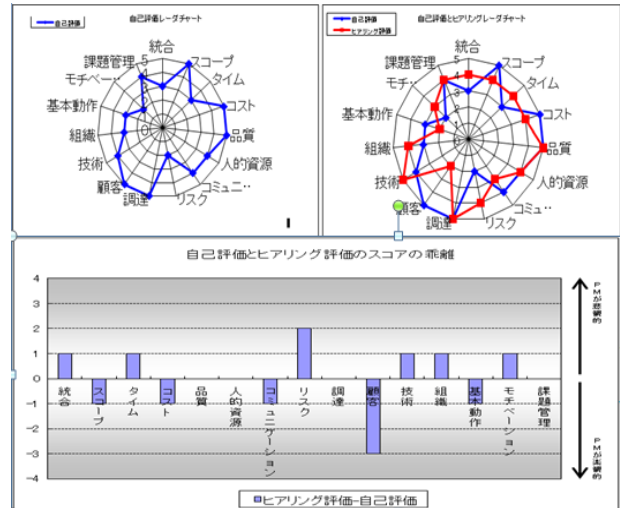 自己評価レーダチャート
自己評価
統合
スコープ
タイム
コスト
品質
人的資源
コミュニ‥
リスク
調達
顧客
技術
組織
基本動作
モチベー‥
課題管理
5
4
0
自己評価とヒアリングレーダチャート
自己評価
ヒアリング評価
統合
スコープ
タイム
コスト
品質
人的資源
コミュ‥
リスク
調達
顧客
技術
組織
基本動作
モチ‥
課題管理
5
4
3
2
1
0
自己評価とヒアリング評価のスコアの乖離
4
3
2
1
0
-1
-2
-3
-4
統合
スコープ
タイム
コスト
品質
人的資源
コミュニケーション
リスク
調達
顧客
技術
組織
基本動作
モチベーション
課題管理
PMが悲観的
PMが楽観的
ヒアリング評価-自己評価